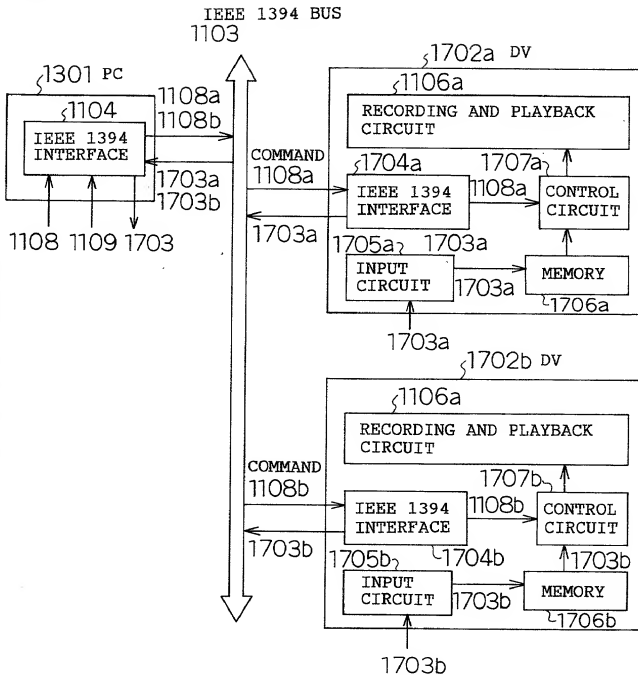 IEEE 1394 BUS
1103
1301 PC
1104
IEEE 1394
INTERFACE
1108a
1108b
1703a
1703b
1108
1109
1703
1702a DV
1106a
RECORDING AND PLAYBACK
CIRCUIT
COMMAND
1108a
1704a
1707a
IEEE 1394
INTERFACE
1108a
CONTROL
CIRCUIT
1703a
1705a
1703a
INPUT
CIRCUIT
1703a
MEMORY
1706a
1703a
1702b DV
1106a
RECORDING AND PLAYBACK
CIRCUIT
1707b
COMMAND
1108b
IEEE 1394
INTERFACE
1108b
CONTROL
CIRCUIT
1703b
1705b
1704b
1703b
INPUT
CIRCUIT
1703b
MEMORY
1706b
1703b